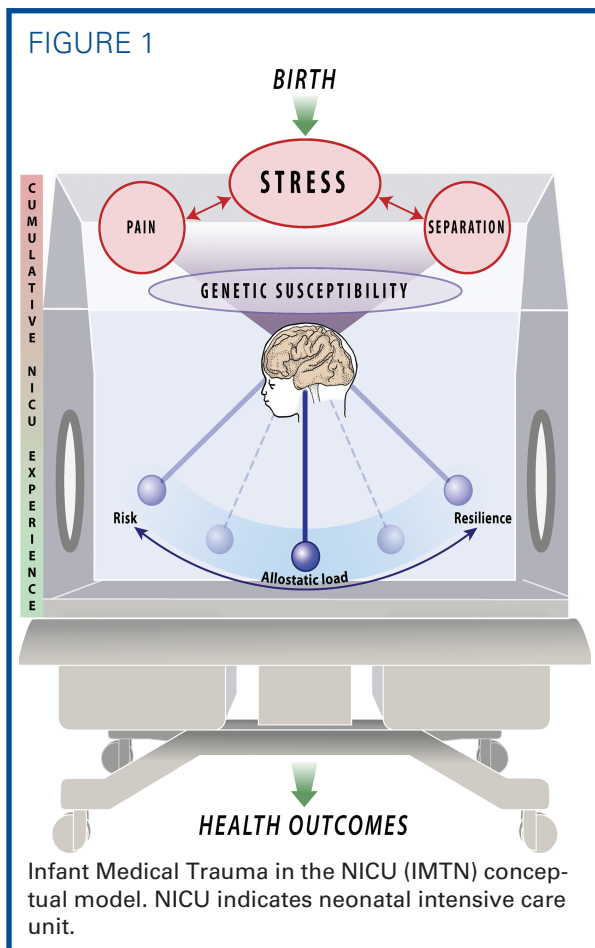 FIGURE 1
BIRTH
STRESS
PAIN
SEPARATION
GENETIC SUSCEPTIBILITY
CUMULATIVE NICU EXPERIENCE
Risk
Resilience
Allostatic load
HEALTH OUTCOMES
Infant Medical Trauma in the NICU (IMTN) concep-
tual model. NICU indicates neonatal intensive care
unit.